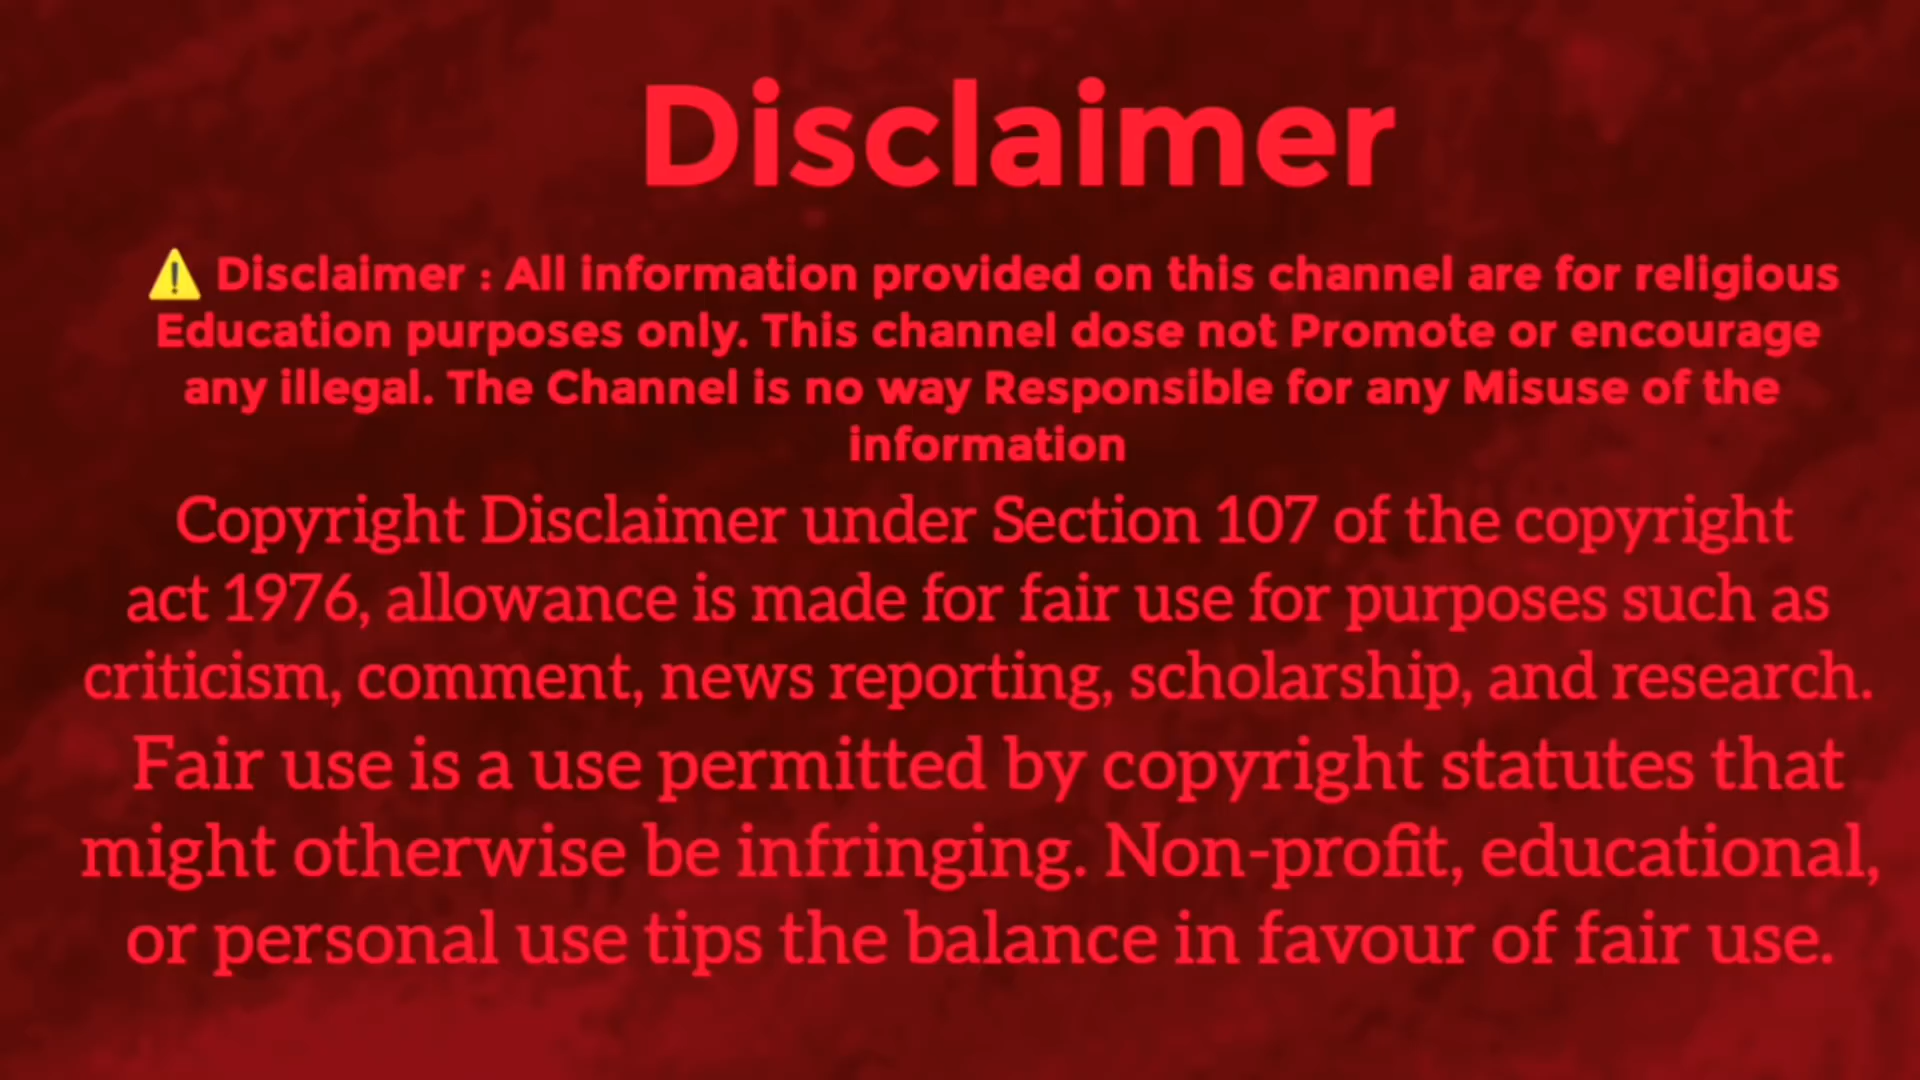 Disclaimer
⚠️ Disclaimer : All information provided on this channel are for religious
Education purposes only. This channel dose not Promote or encourage
any illegal. The Channel is no way Responsible for any Misuse of the
information
Copyright Disclaimer under Section 107 of the copyright
act 1976, allowance is made for fair use for purposes such as
criticism, comment, news reporting, scholarship, and research.
Fair use is a use permitted by copyright statutes that
might otherwise be infringing. Non-profit, educational,
or personal use tips the balance in favour of fair use.